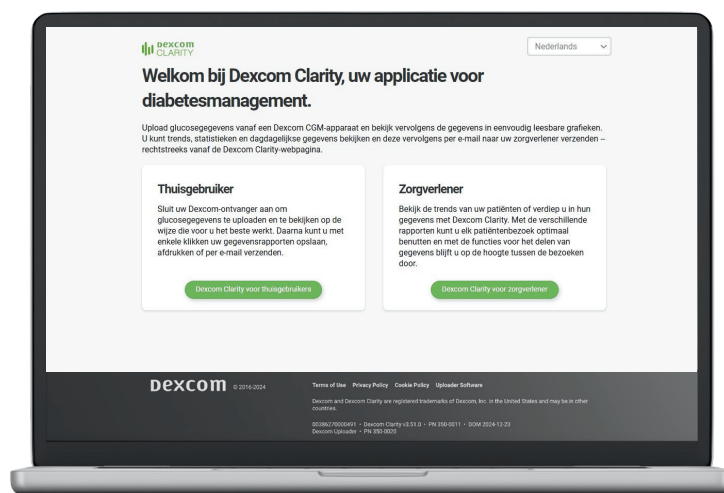 Dexcom
CLARITY
Nederlands
Welkom bij Dexcom Clarity, uw applicatie voor
diabetesmanagement.
Upload glucosegegevens vanaf een Dexcom CGM-apparaat en bekijk vervolgens de gegevens in eenvoudig leesbare grafieken.
U kunt trends, statistieken en dagdagelijkse gegevens bekijken en deze vervolgens per e-mail naar uw zorgverlener verzenden –
rechtstreeks vanaf de Dexcom Clarity-webpagina.
Thuisgebruiker
Sluit uw Dexcom-ontvanger aan om
glucosegegevens te uploaden en te bekijken op de
wijze die voor u het beste werkt. Daarna kunt u met
enkele klikken uw gegevensrapporten opslaan,
afdrukken of per e-mail verzenden.
Dexcom Clarity voor thuisgebruikers
Zorgverlener
Bekijk de trends van uw patiënten of verdiep u in hun
gegevens met Dexcom Clarity. Met de verschillende
rapporten kunt u elk patiëntenbezoek optimaal
benutten en met de functies voor het delen van
gegevens blijft u op de hoogte tussen de bezoeken
door.
Dexcom Clarity voor zorgverlener
Dexcom © 2016-2024
Terms of Use Privacy Policy Cookie Policy Uploader Software
Dexcom and Dexcom Clarity are registered trademarks of Dexcom, Inc. in the United States and may be in other
countries.
00386270000491 • Dexcom Clarity v3.51.0 • PN 350-0011 • DOM 2024-12-23
Dexcom Uploader • PN 350-0020